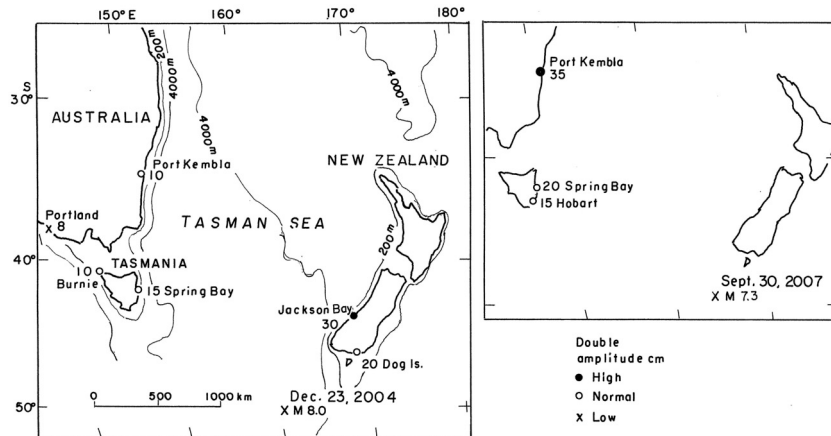 150°E
160°
170°
180°
S
30°
40°
50°
200m
4000m
4000m
4000m
AUSTRALIA
Port Kembla
10
NEW ZEALAND
Portland
x 8
TASMAN SEA
200m
TASMANIA
10
Burnie
15 Spring Bay
Jackson Bay
30
20 Dog Is.
Dec. 23, 2004
X M 8.0
0 500 1000 km
Port Kembla
35
20 Spring Bay
15 Hobart
Sept. 30, 2007
X M 7.3
Double
amplitude cm
● High
○ Normal
x Low